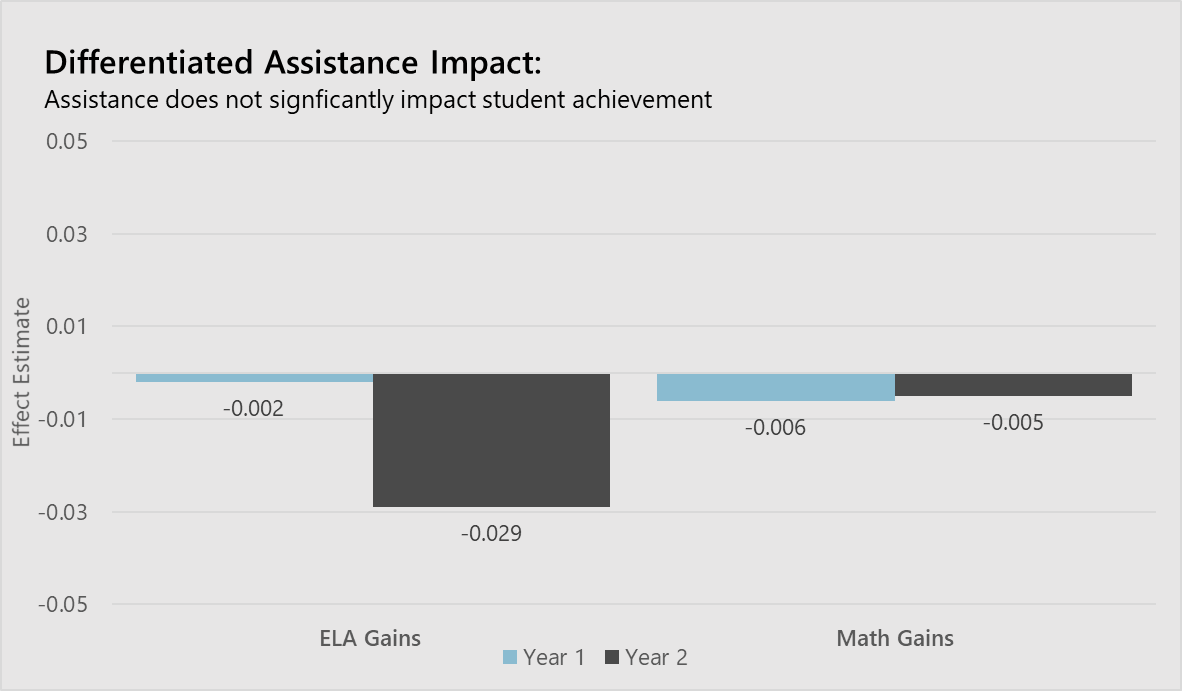 Differentiated Assistance Impact:
Assistance does not signficantly impact student achievement
0.05
0.03
0.01
-0.01
-0.03
-0.05
Effect Estimate
-0.002
-0.029
-0.006
-0.005
ELA Gains
Math Gains
Year 1
Year 2